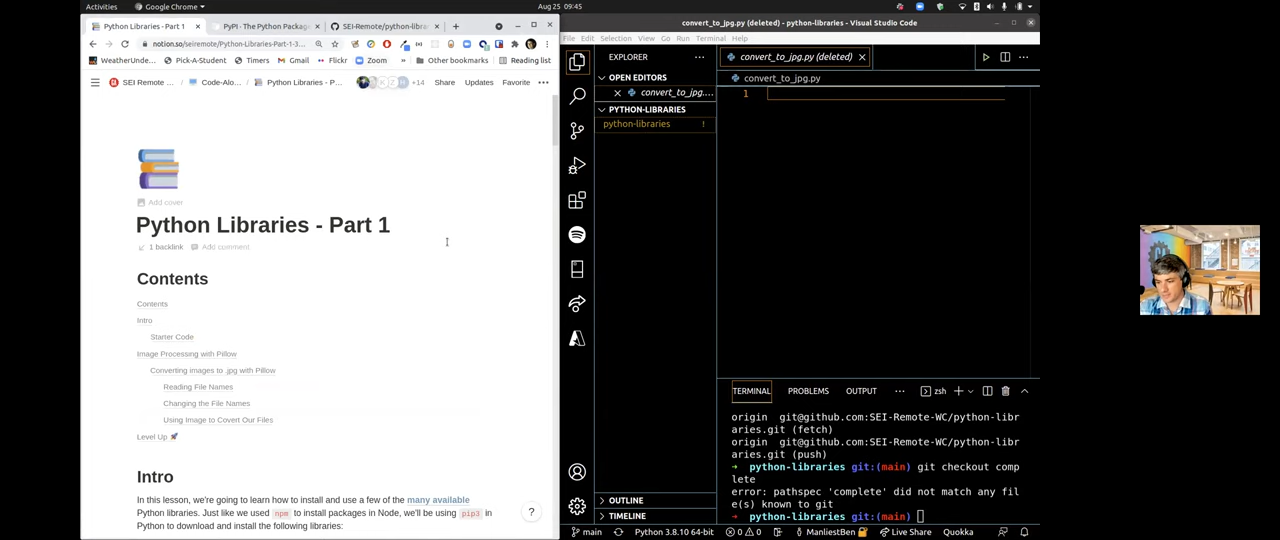 Activities
Google Chrome
Aug 25 09:45
Python Libraries - Part 1
PyPI · The Python Packag
SEI-Remote/python-librar
notion.so/seiremote/Python-Libraries-Part-1-3...
WeatherUnde...
Pick-A-Student
Timers
Gmail
Flickr
Zoom
»
Other bookmarks
Reading list
SEI Remote ...
/
Code-Alo...
/
Python Libraries - P...
+14
Share
Updates
Favorite
Add cover
Python Libraries - Part 1
1 backlink
Add comment
Contents
Contents
Intro
Starter Code
Image Processing with Pillow
Converting images to .jpg with Pillow
Reading File Names
Changing the File Names
Using Image to Covert Our Files
Level Up
Intro
In this lesson, we're going to learn how to install and use a few of the many available
Python libraries. Just like we used npm to install packages in Node, we'll be using pip3 in
Python to download and install the following libraries:
?
convert_to_jpg.py (deleted) - python-libraries - Visual Studio Code
File Edit Selection View Go Run Terminal Help
EXPLORER
OPEN EDITORS
convert_to_jpg....
PYTHON-LIBRARIES
python-libraries !
OUTLINE
TIMELINE
convert_to_jpg.py (deleted)
convert_to_jpg.py
1
TERMINAL
PROBLEMS
OUTPUT
zsh
origin git@github.com:SEI-Remote-WC/python-libr
aries.git (fetch)
origin git@github.com:SEI-Remote-WC/python-libr
aries.git (push)
→ python-libraries git:(main) git checkout comp
lete
error: pathspec 'complete' did not match any fil
e(s) known to git
→ python-libraries git:(main)
main
Python 3.8.10 64-bit
0
0
ManliestBen
Live Share
Quokka